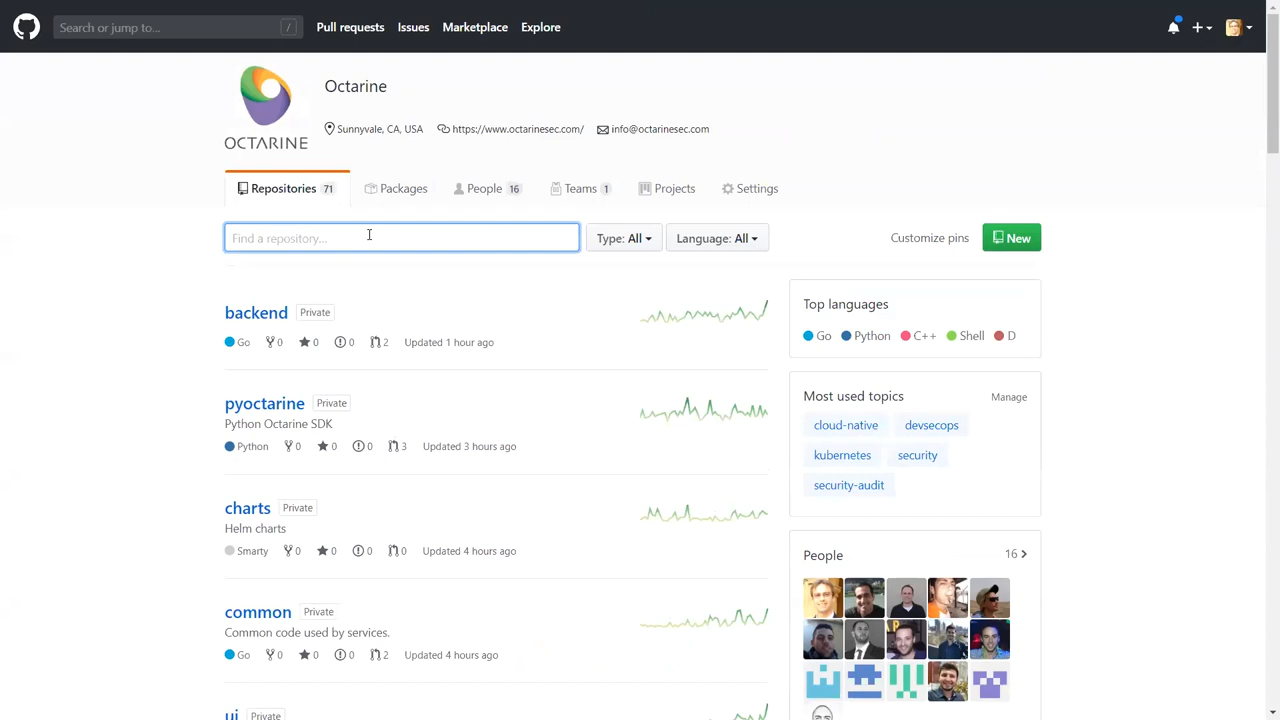 Search or jump to... /
Pull requests Issues Marketplace Explore
OCTARINE
Octarine
Sunnyvale, CA, USA https://www.octarinesec.com/ info@octarinesec.com
Repositories 71 Packages People 16 Teams 1 Projects Settings
Find a repository... Type: All Language: All Customize pins New
backend Private
Go 0 0 0 2 Updated 1 hour ago
pyoctarine Private
Python Octarine SDK
Python 0 0 0 3 Updated 3 hours ago
charts Private
Helm charts
Smarty 0 0 0 0 Updated 4 hours ago
common Private
Common code used by services.
Go 0 0 0 2 Updated 4 hours ago
ui Private
Top languages
Go Python C++ Shell D
Most used topics Manage
cloud-native devsecops
kubernetes security
security-audit
People 16